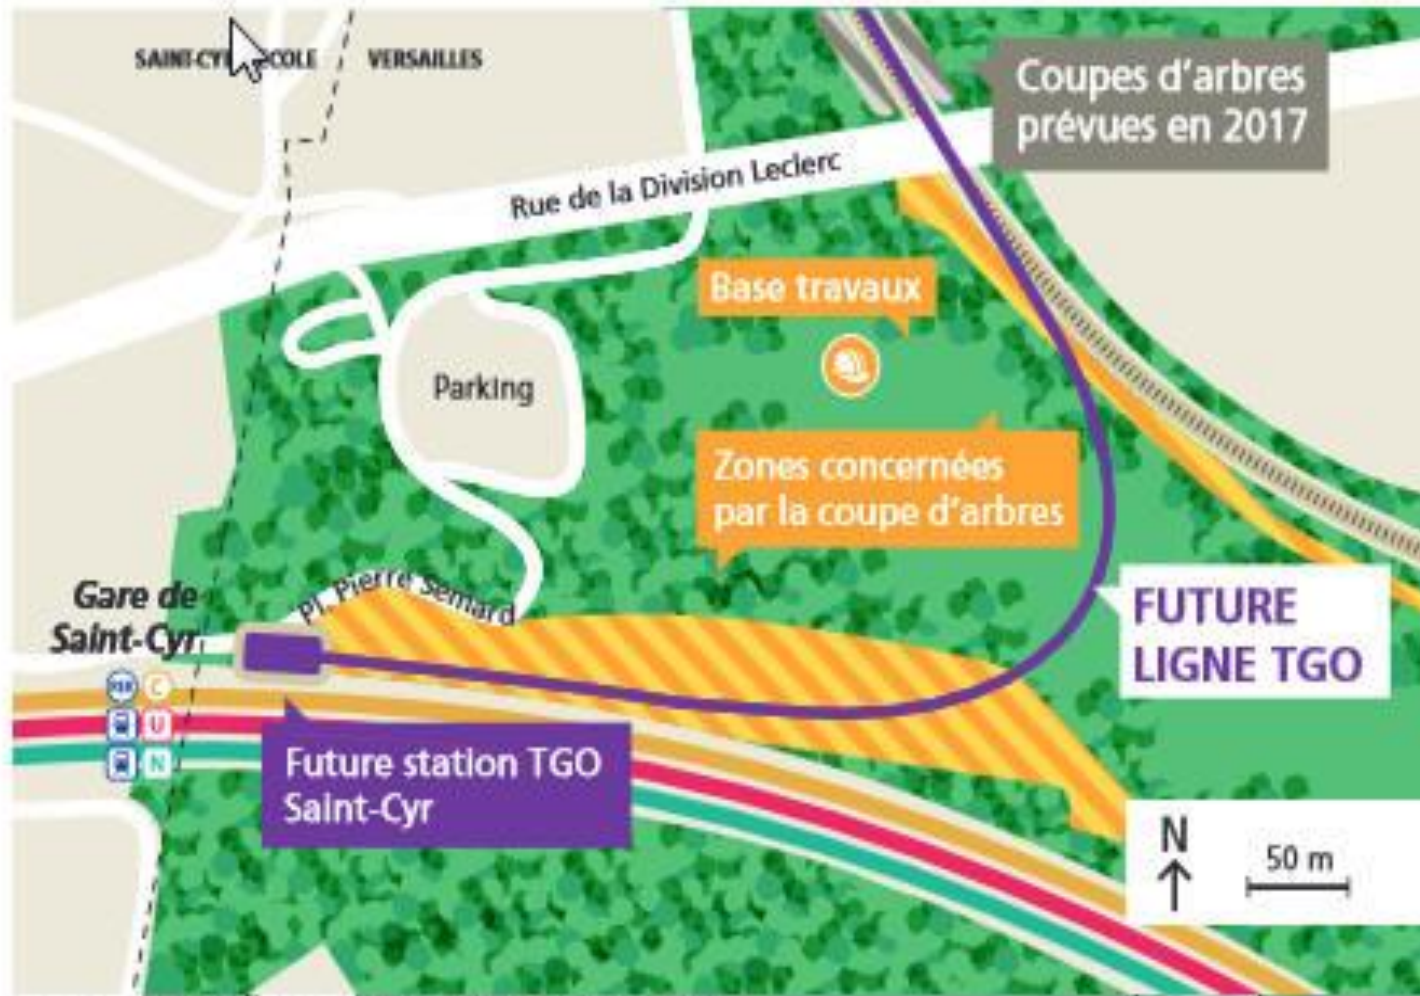 SAINT-CY COLE
VERSAILLES
Coupes d'arbres
prévues en 2017
Rue de la Division Leclerc
Base travaux
Parking
Zones concernées
par la coupe d'arbres
Gare de
Saint-Cyr
Pl. Pierre Semard
FUTURE
LIGNE TGO
RER C
U
N
Future station TGO
Saint-Cyr
N
50 m